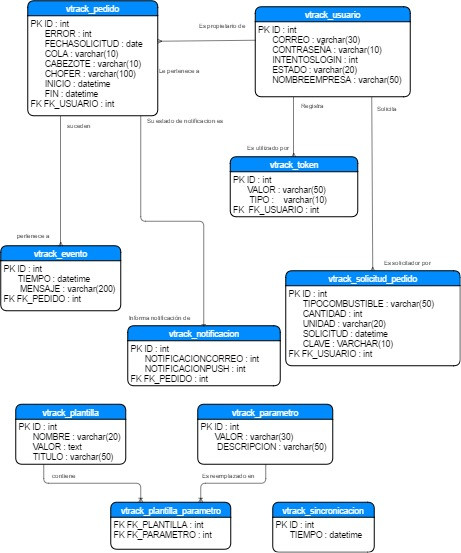 vtrack_pedido
PK ID : int
ERROR : int
FECHASOLICITUD : date
COLA : varchar(10)
CABEZOTE : varchar(10)
CHOFER : varchar(100)
INICIO : datetime
FIN : datetime
FK FK_USUARIO : int
Es propietario de
Le pertenece a
vtrack_usuario
PK ID : int
CORREO : varchar(30)
CONTRASENA : varchar(10)
INTENTOSLOGIN : int
ESTADO : varchar(20)
NOMBREEMPRESA : varchar(50)
suceden
Su estado de notificacion es
Registra
Solicita
Es utilizado por
vtrack_token
PK ID : int
VALOR : varchar(50)
TIPO : varchar(10)
FK FK_USUARIO : int
pertenece a
vtrack_evento
PK ID : int
TIEMPO : datetime
MENSAJE : varchar(200)
FK FK_PEDIDO : int
Es solicitador por
vtrack_solicitud_pedido
PK ID : int
TIPOCOMBUSTIBLE : varchar(50)
CANTIDAD : int
UNIDAD : varchar(20)
SOLICITUD : datetime
CLAVE : VARCHAR(10)
FK FK_USUARIO : int
Informa notificación de
vtrack_notificacion
PK ID : int
NOTIFICACIONCORREO : int
NOTIFICACIONPUSH : int
FK FK_PEDIDO : int
vtrack_plantilla
PK ID : int
NOMBRE : varchar(20)
VALOR : text
TITULO : varchar(50)
vtrack_parametro
PK ID : int
VALOR : varchar(30)
DESCRIPCION : varchar(50)
contiene
Es reemplazado en
vtrack_plantilla_parametro
FK FK_PLANTILLA : int
FK FK_PARAMETRO : int
vtrack_sincronicacion
PK ID : int
TIEMPO : datetime